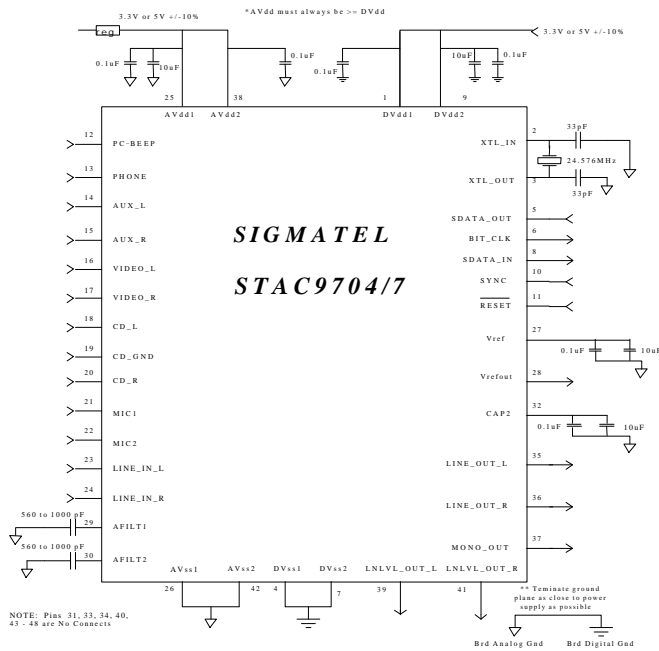 3.3V or 5V +/-10%
*AVdd must always be >= DVdd
reg
3.3V or 5V +/-10%
0.1uF
10uF
0.1uF
0.1uF
10uF
0.1uF
25
38
1
9
AVdd1
AVdd2
DVdd1
DVdd2
12
PC-BEEP
13
PHONE
14
AUX_L
15
AUX_R
16
VIDEO_L
17
VIDEO_R
18
CD_L
19
CD_GND
20
CD_R
21
MIC1
22
MIC2
23
LINE_IN_L
24
LINE_IN_R
560 to 1000 pF
29
AFILT1
560 to 1000 pF
30
AFILT2
SIGMATEL
STAC9704/7
2
33pF
XTL_IN
24.576MHz
XTL_OUT
3
33pF
5
SDATA_OUT
6
BIT_CLK
8
SDATA_IN
10
SYNC
11
RESET
27
Vref
0.1uF
10uF
28
Vrefout
32
CAP2
0.1uF
10uF
35
LINE_OUT_L
36
LINE_OUT_R
37
MONO_OUT
AVss1
AVss2
DVss1
DVss2
LNLVL_OUT_L
LNLVL_OUT_R
26
42
4
7
39
41
** Teminate ground
plane as close to power
supply as possible
NOTE: Pins 31, 33, 34, 40,
43 - 48 are No Connects
Brd Analog Gnd
Brd Digital Gnd